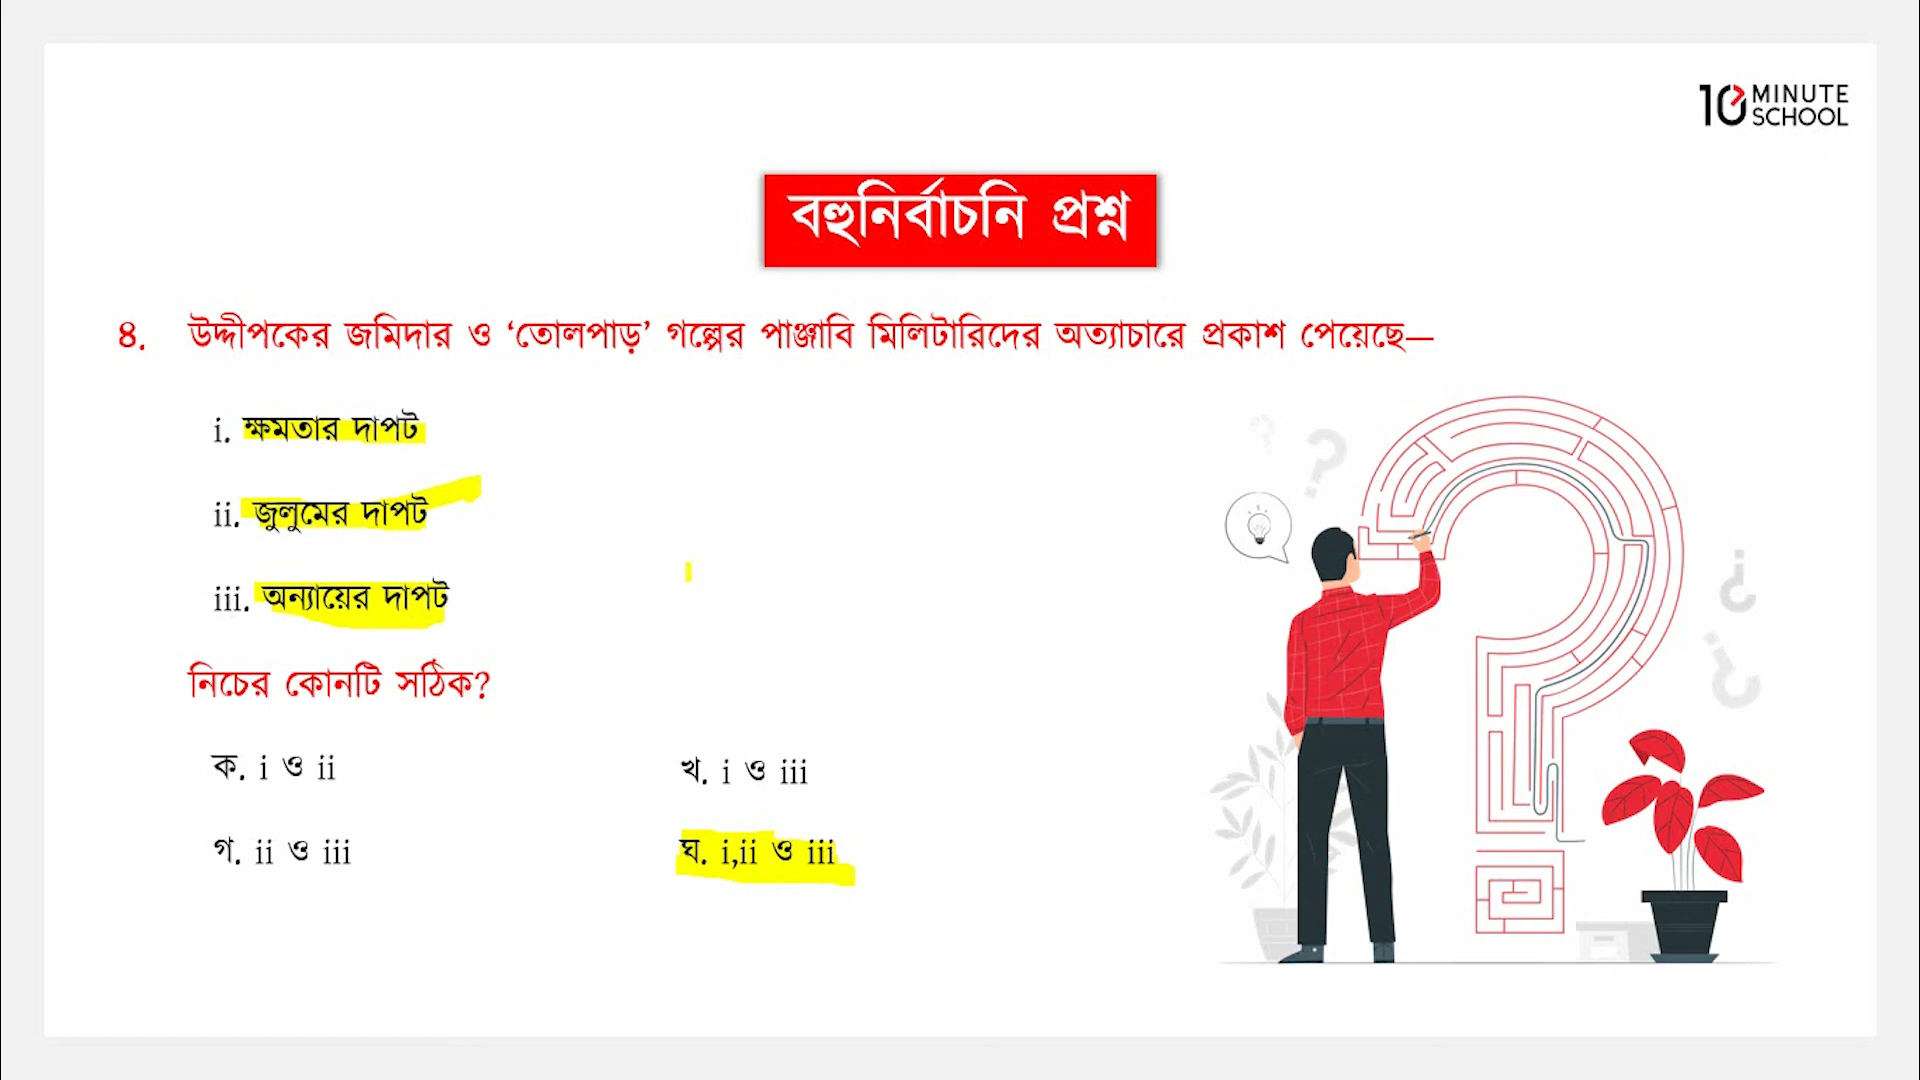 10 MINUTE
SCHOOL
বহুনির্বাচনি প্রশ্ন
৪. উদ্দীপকের জমিদার ও ‘তোলপাড়’ গল্পের পাঞ্জাবি মিলিটারিদের অত্যাচারে প্রকাশ পেয়েছে—
i. ক্ষমতার দাপট
ii. জুলুমের দাপট
iii. অন্যায়ের দাপট
নিচের কোনটি সঠিক?
ক. i ও ii
খ. i ও iii
গ. ii ও iii
ঘ. i,ii ও iii